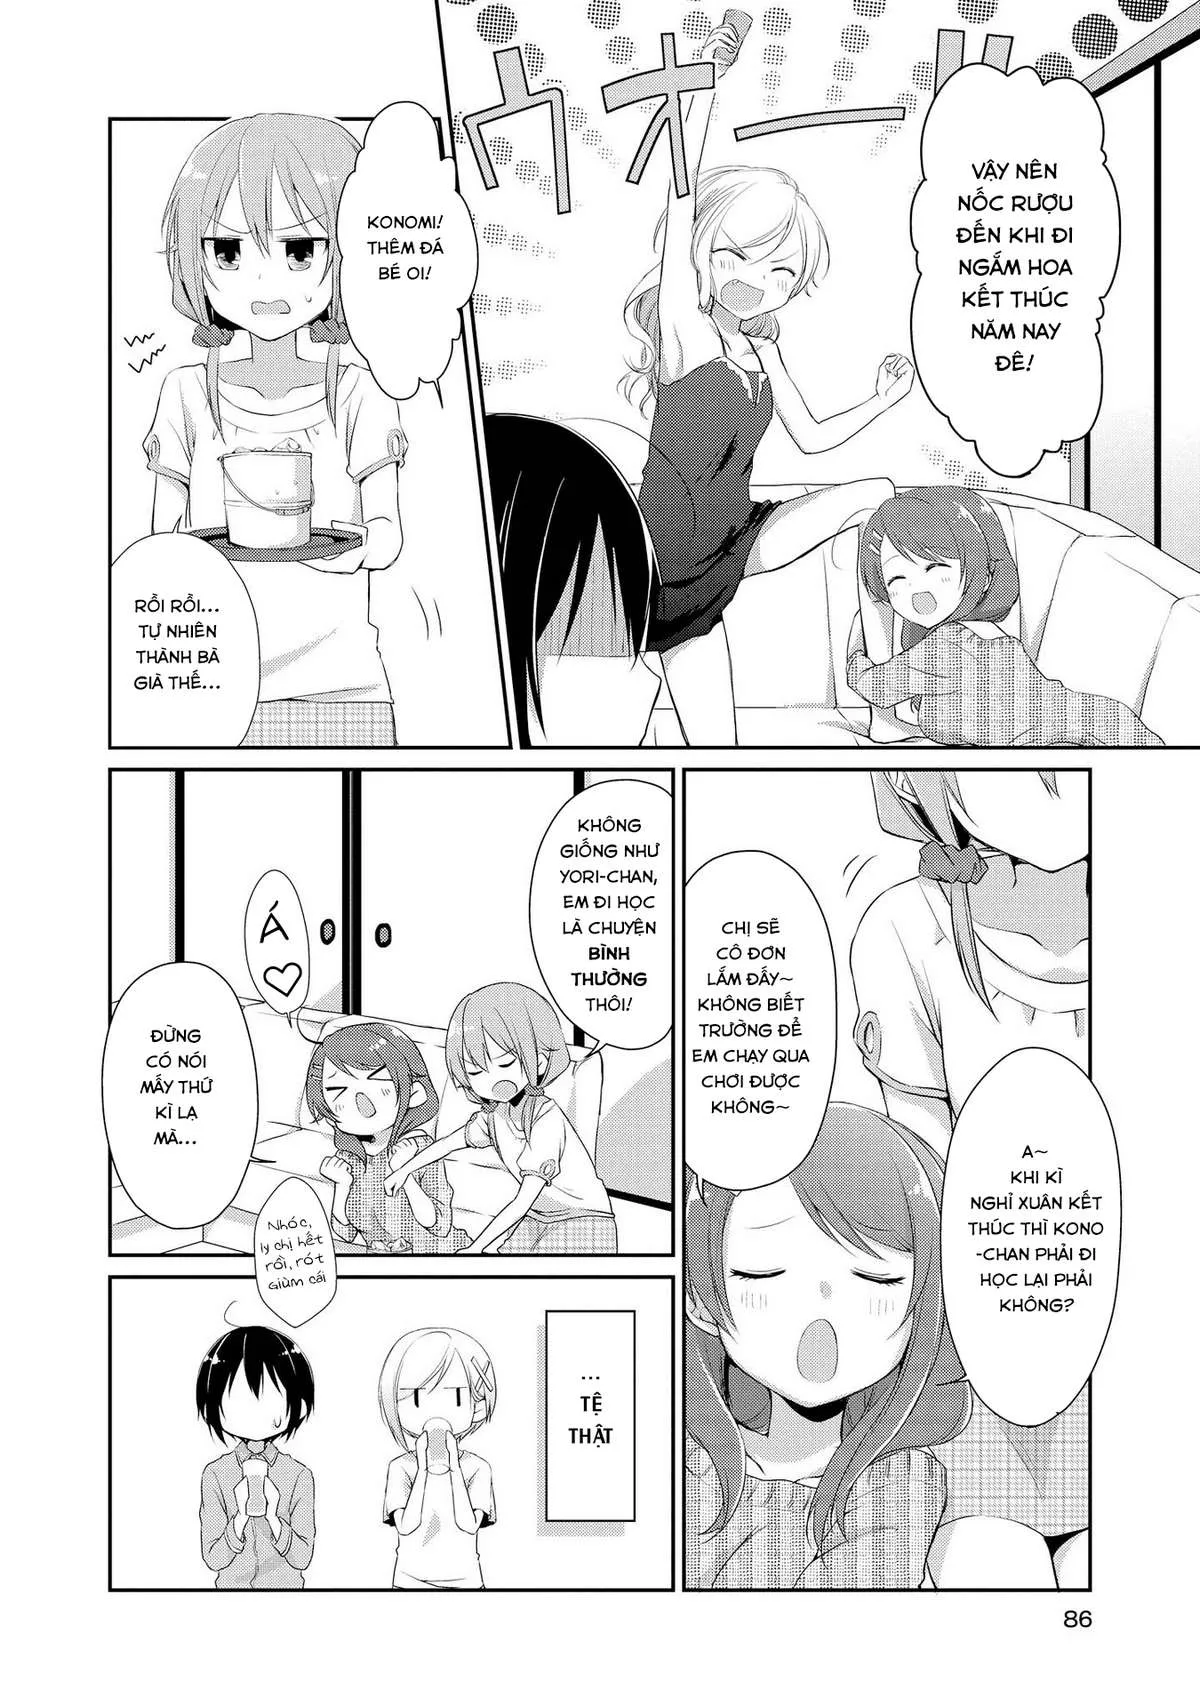 ウオーッ
VẬY NÊN
NỐC RƯỢU
ĐẾN KHI ĐI
NGẮM HOA
KẾT THÚC
NĂM NAY
ĐÊ!
KONOMI!
THÊM ĐÁ
BÉ OI!
RỒI RỒI...
TỰ NHIÊN
THÀNH BÀ
GIÀ THẾ...
A~
KHI KÌ
NGHỈ XUÂN KẾT
THÚC THÌ KONO
-CHAN PHẢI ĐI
HỌC LẠI PHẢI
KHÔNG?
CHỊ SẼ
CÔ ĐƠN
LẮM ĐẤY~
KHÔNG BIẾT
TRƯỜNG ĐỂ
EM CHẠY QUA
CHƠI ĐƯỢC
KHÔNG~
KHÔNG
GIỐNG NHƯ
YORI-CHAN,
EM ĐI HỌC
LÀ CHUYỆN
BÌNH
THƯỜNG
THÔI!
Á
♡
ĐỪNG
CÓ NÓI
MẤY THỨ
KÌ LẠ
MÀ...
Nhóc,
ly chị hết
rồi, rót
giùm cái
...
TỆ
THẬT
86